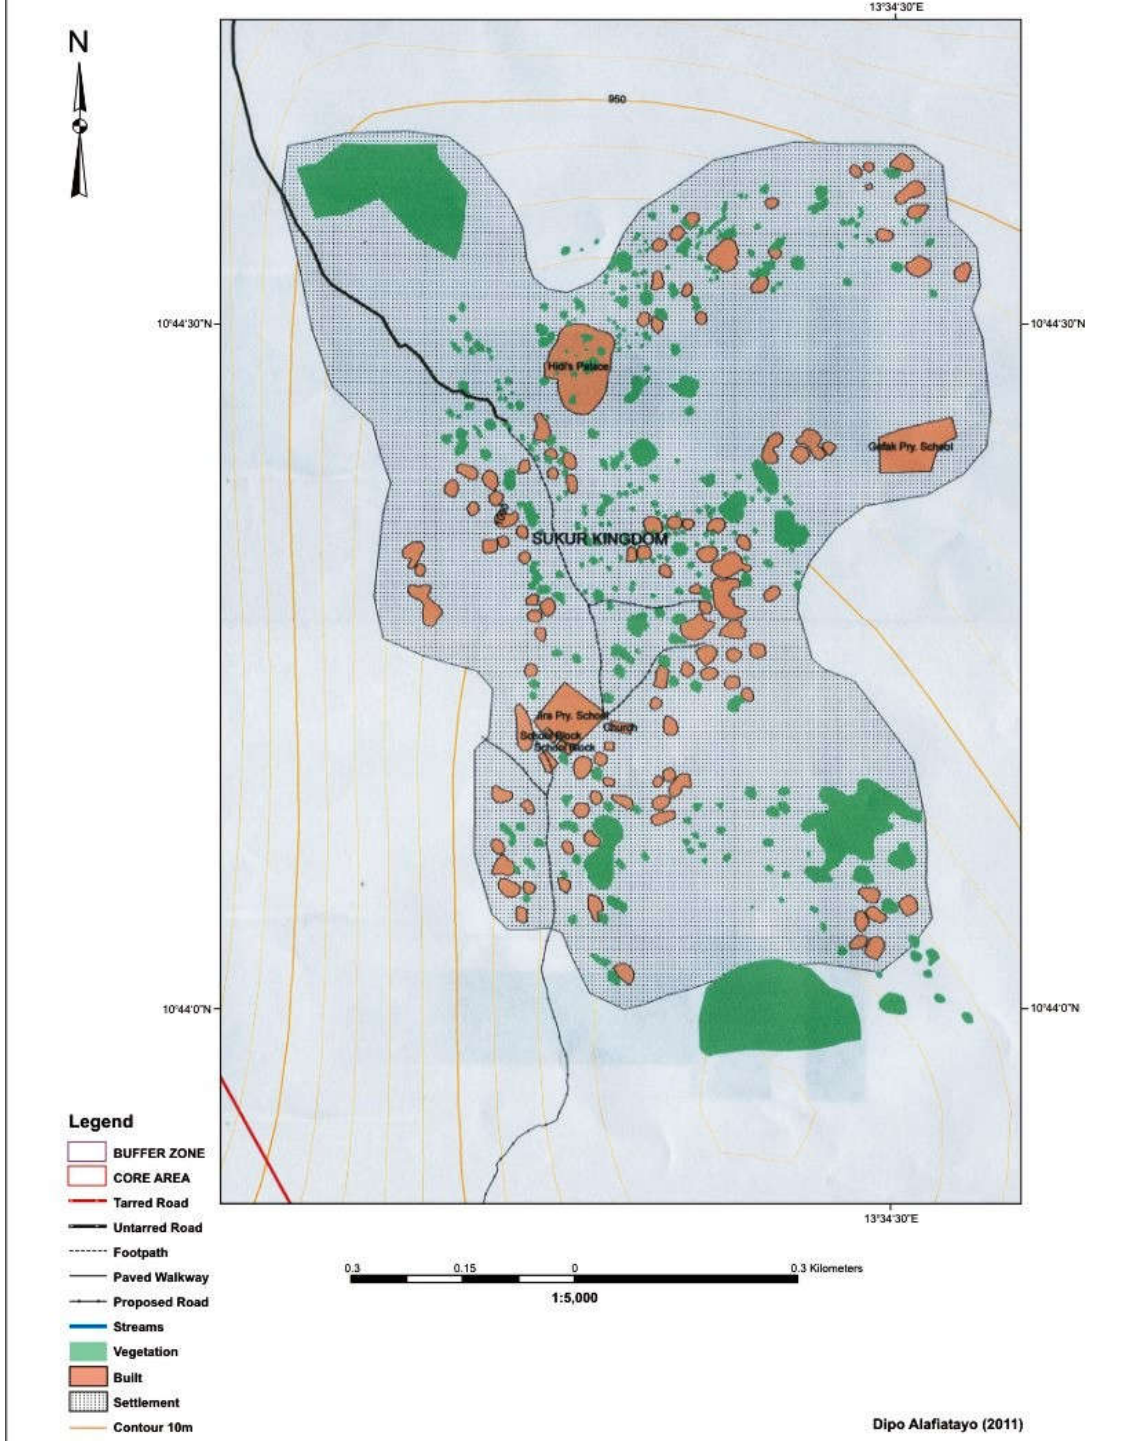 13°34'30"E
N
950
10°44'30"N
10°44'30"N
Hidi's Palace
Gefak Pry. School
SUKUR KINGDOM
Jira Pry. School
Church
School Block
School Block
10°44'0"N
10°44'0"N
Legend
BUFFER ZONE
CORE AREA
Tarred Road
Untarred Road
Footpath
Paved Walkway
Proposed Road
Streams
Vegetation
Built
Settlement
Contour 10m
13°34'30"E
0.3 0.15 0 0.3 Kilometers
1:5,000
Dipo Alafiatayo (2011)